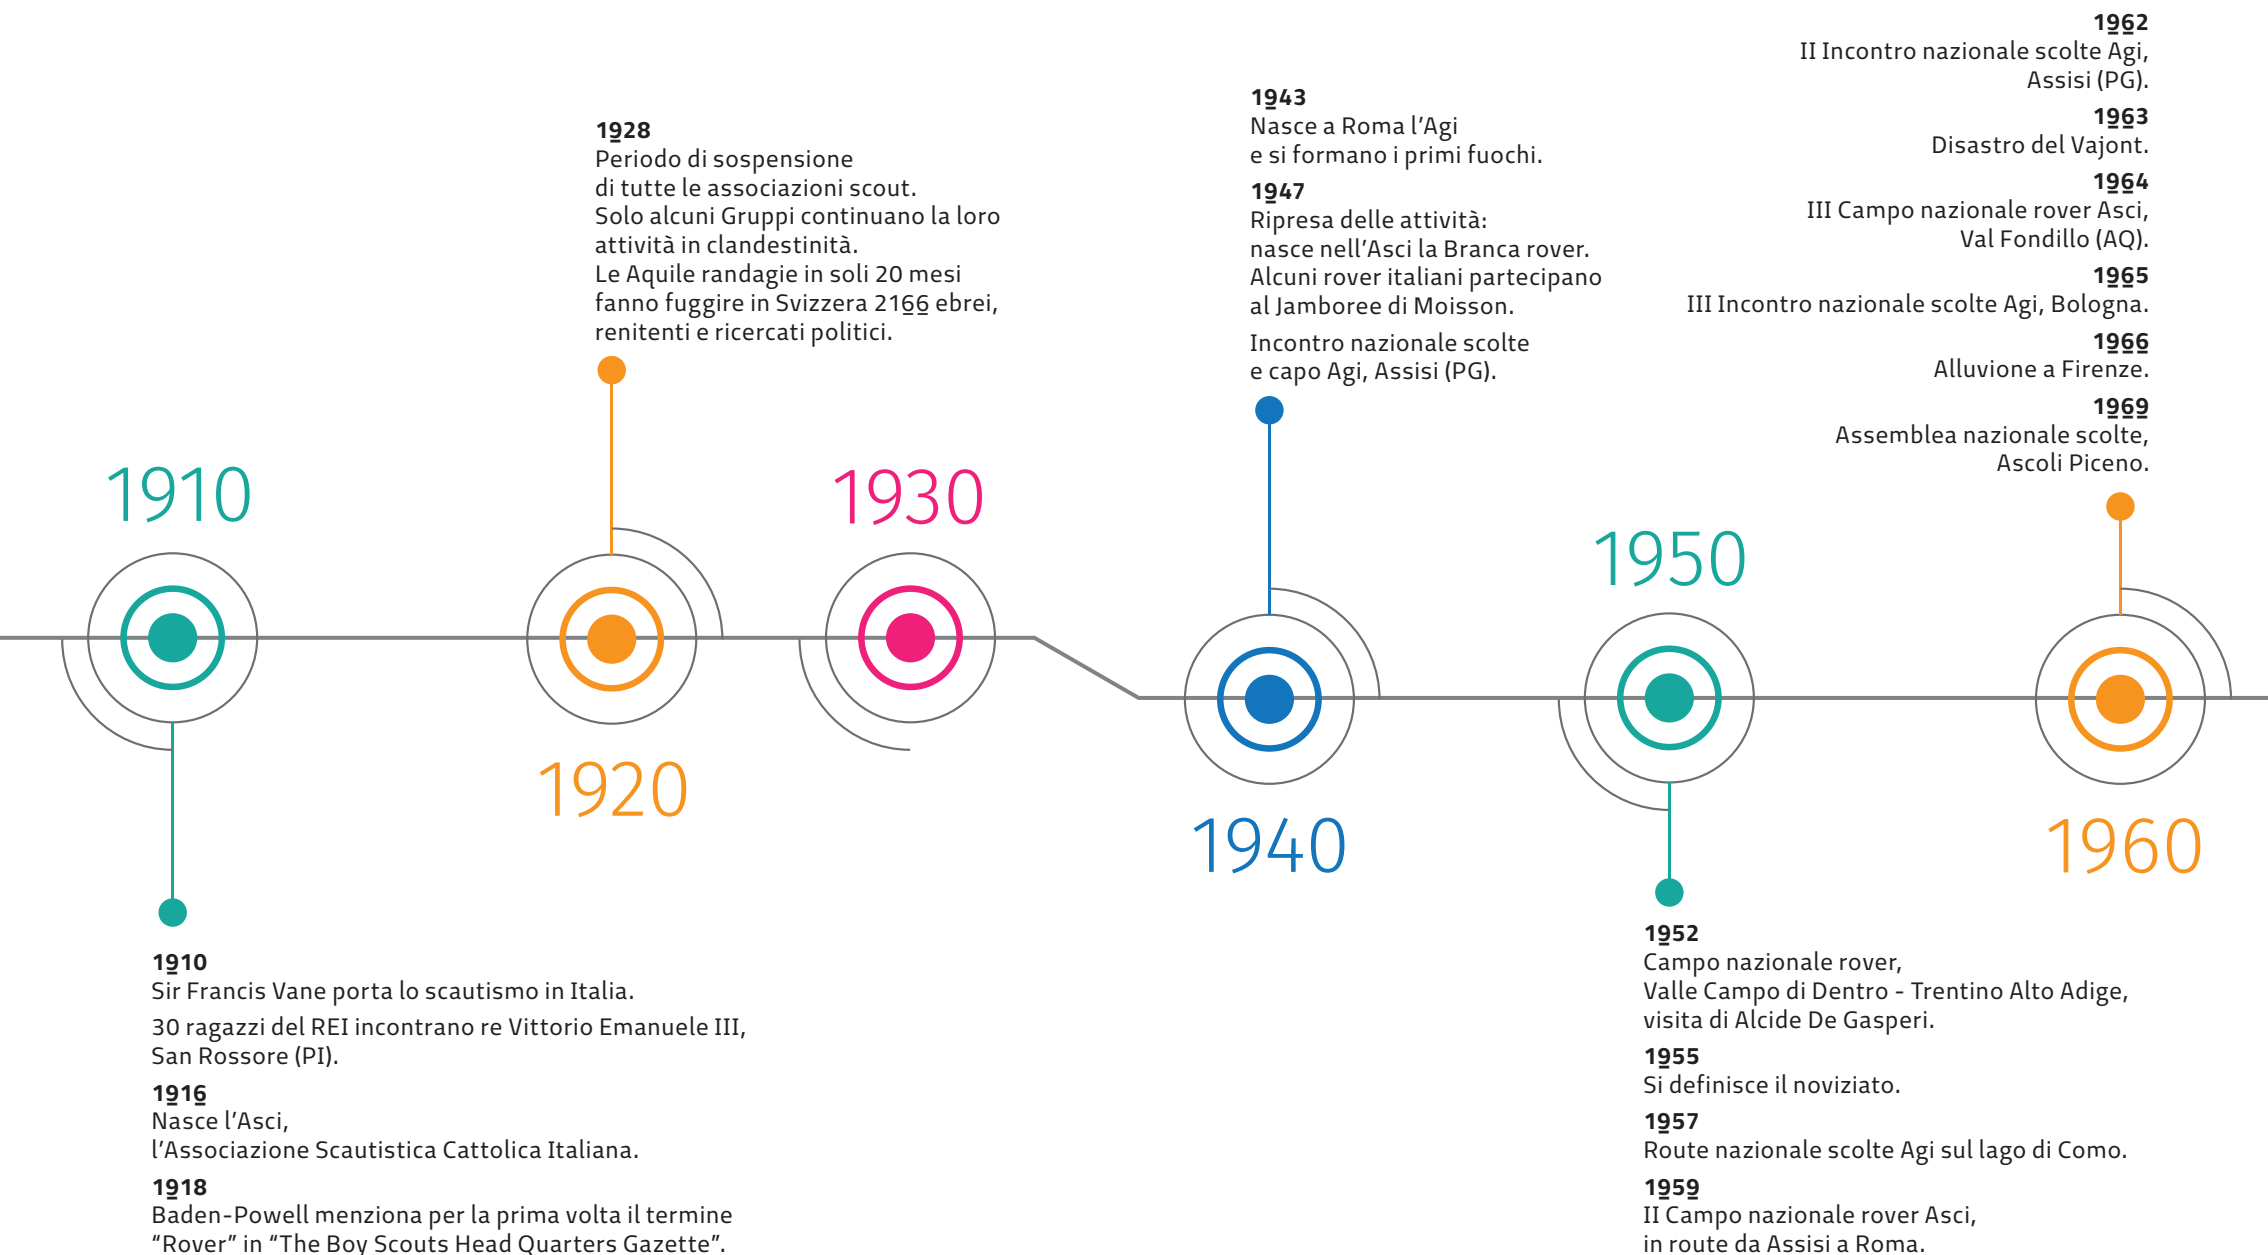 1910
1910
Sir Francis Vane porta lo scautismo in Italia.
30 ragazzi del REI incontrano re Vittorio Emanuele III,
San Rossore (PI).
1916
Nasce l'Asci,
l'Associazione Scautistica Cattolica Italiana.
1918
Baden-Powell menziona per la prima volta il termine
"Rover" in "The Boy Scouts Head Quarters Gazette".
1928
Periodo di sospensione
di tutte le associazioni scout.
Solo alcuni Gruppi continuano la loro
attività in clandestinità.
Le Aquile randagie in soli 20 mesi
fanno fuggire in Svizzera 2166 ebrei,
renitenti e ricercati politici.
1920
1930
1943
Nasce a Roma l'Agi
e si formano i primi fuochi.
1947
Ripresa delle attività:
nasce nell'Asci la Branca rover.
Alcuni rover italiani partecipano
al Jamboree di Moisson.
Incontro nazionale scolte
e capo Agi, Assisi (PG).
1940
1950
1952
Campo nazionale rover,
Valle Campo di Dentro - Trentino Alto Adige,
visita di Alcide De Gasperi.
1955
Si definisce il noviziato.
1957
Route nazionale scolte Agi sul lago di Como.
1959
II Campo nazionale rover Asci,
in route da Assisi a Roma.
1962
II Incontro nazionale scolte Agi,
Assisi (PG).
1963
Disastro del Vajont.
1964
III Campo nazionale rover Asci,
Val Fondillo (AQ).
1965
III Incontro nazionale scolte Agi, Bologna.
1966
Alluvione a Firenze.
1969
Assemblea nazionale scolte,
Ascoli Piceno.
1960